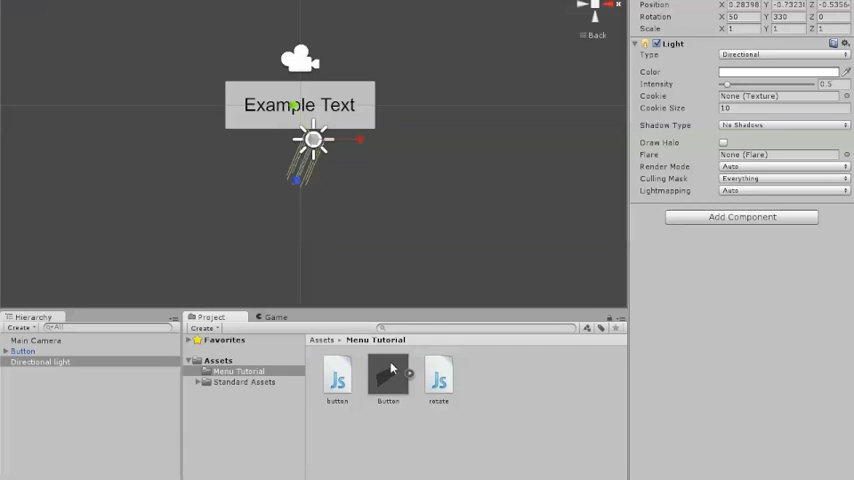 Position X 0.28398 Y -0.7323 Z -0.5356
Rotation X 50 Y 330 Z 0
Scale X 1 Y 1 Z 1
Back
Light
Type Directional
Color
Intensity 0.5
Cookie None (Texture)
Cookie Size 10
Shadow Type No Shadows
Draw Halo
Flare None (Flare)
Render Mode Auto
Culling Mask Everything
Lightmapping Auto
Add Component
Example Text
Hierarchy
Create All
Main Camera
Button
Directional light
Project Game
Create
Favorites
Assets
Menu Tutorial
Standard Assets
Assets Menu Tutorial
Js Js
button Button rotate